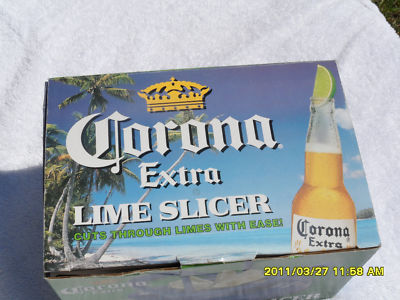 Corona
Extra
LIME SLICER
CUTS THROUGH LIMES WITH EASE!
Corona
Extra
2011/03/27 11:58 AM